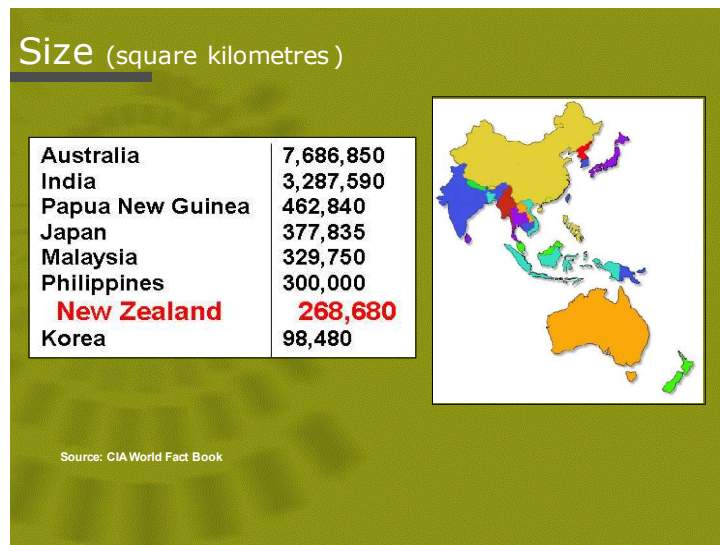 Size (square kilometres)
Australia 7,686,850
India 3,287,590
Papua New Guinea 462,840
Japan 377,835
Malaysia 329,750
Philippines 300,000
New Zealand 268,680
Korea 98,480
Source: CIA World Fact Book